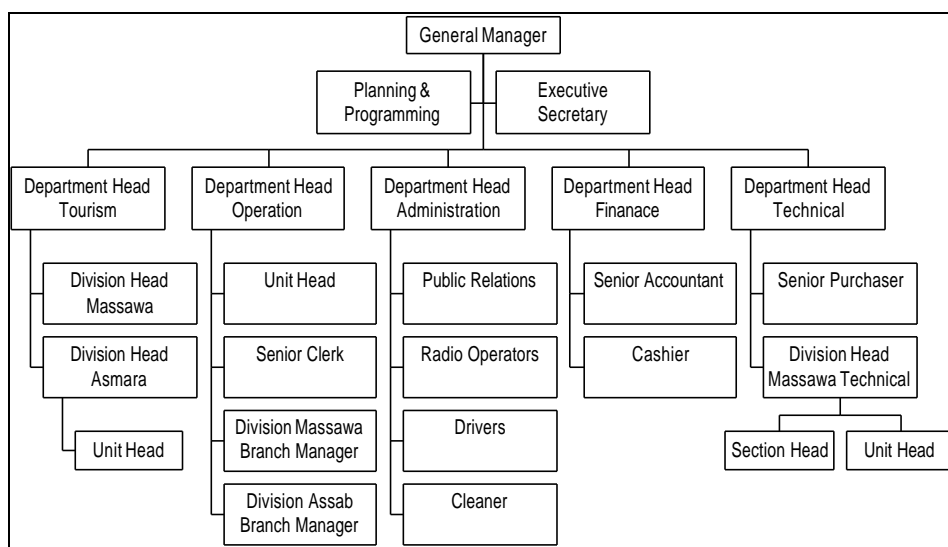 General Manager
Planning &
Programming
Executive
Secretary
Department Head
Tourism
Department Head
Operation
Department Head
Administration
Department Head
Finanace
Department Head
Technical
Division Head
Massawa
Division Head
Asmara
Unit Head
Unit Head
Senior Clerk
Division Massawa
Branch Manager
Division Assab
Branch Manager
Public Relations
Radio Operators
Drivers
Cleaner
Senior Accountant
Cashier
Senior Purchaser
Division Head
Massawa Technical
Section Head
Unit Head